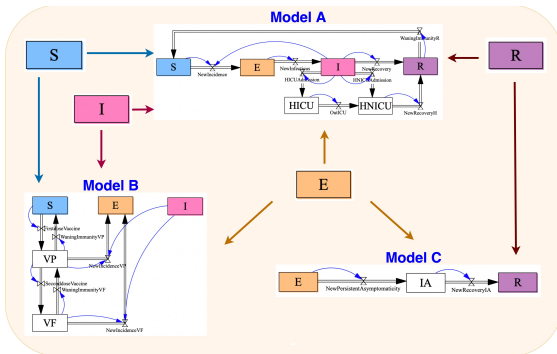 Model A
S
R
WaningImmunityR
S
NewIncidence
E
NewInfectious
I
NewRecovery
R
HICUAdmission
HNICUAdmission
I
HICU
OutICU
HNICU
NewRecoveryH
Model B
E
S
E
I
FirstdoseVaccine
WaningImmunityVP
VP
NewIncidenceVP
Model C
SeconddoseVaccine
WaningImmunityVF
E
NewPersistentAsymptomaticity
IA
NewRecoveryIA
R
VF
NewIncidenceVF